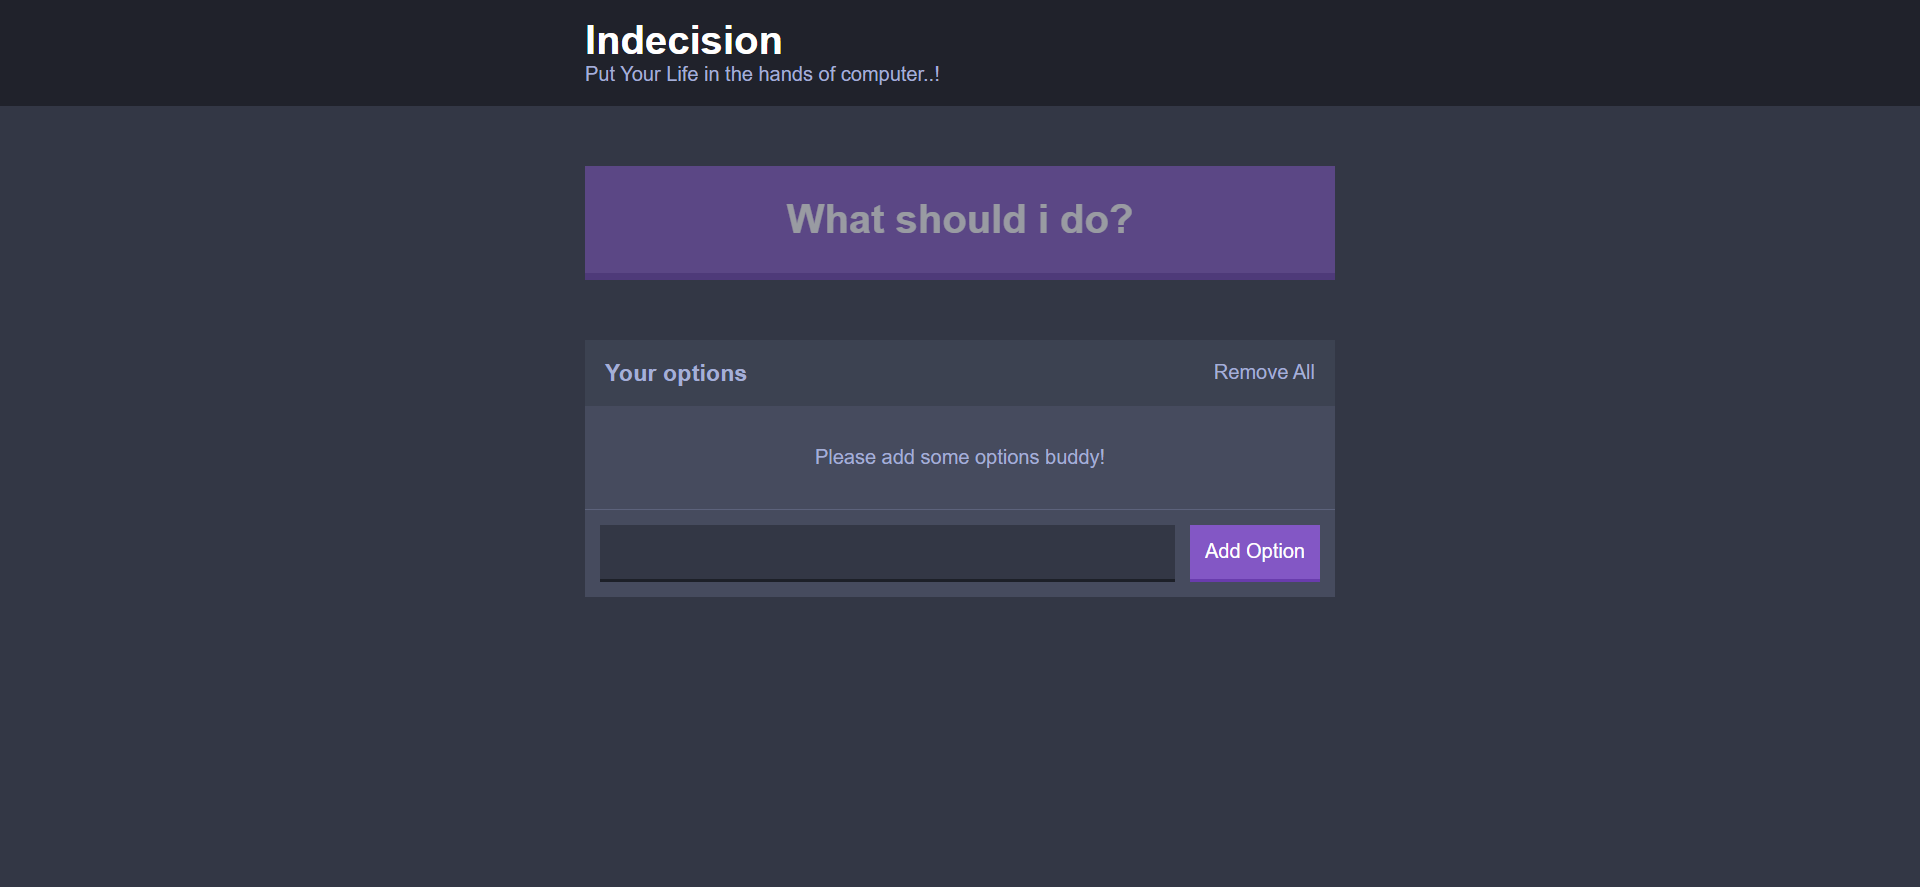 Indecision
Put Your Life in the hands of computer..!
What should i do?
Your options
Remove All
Please add some options buddy!
Add Option